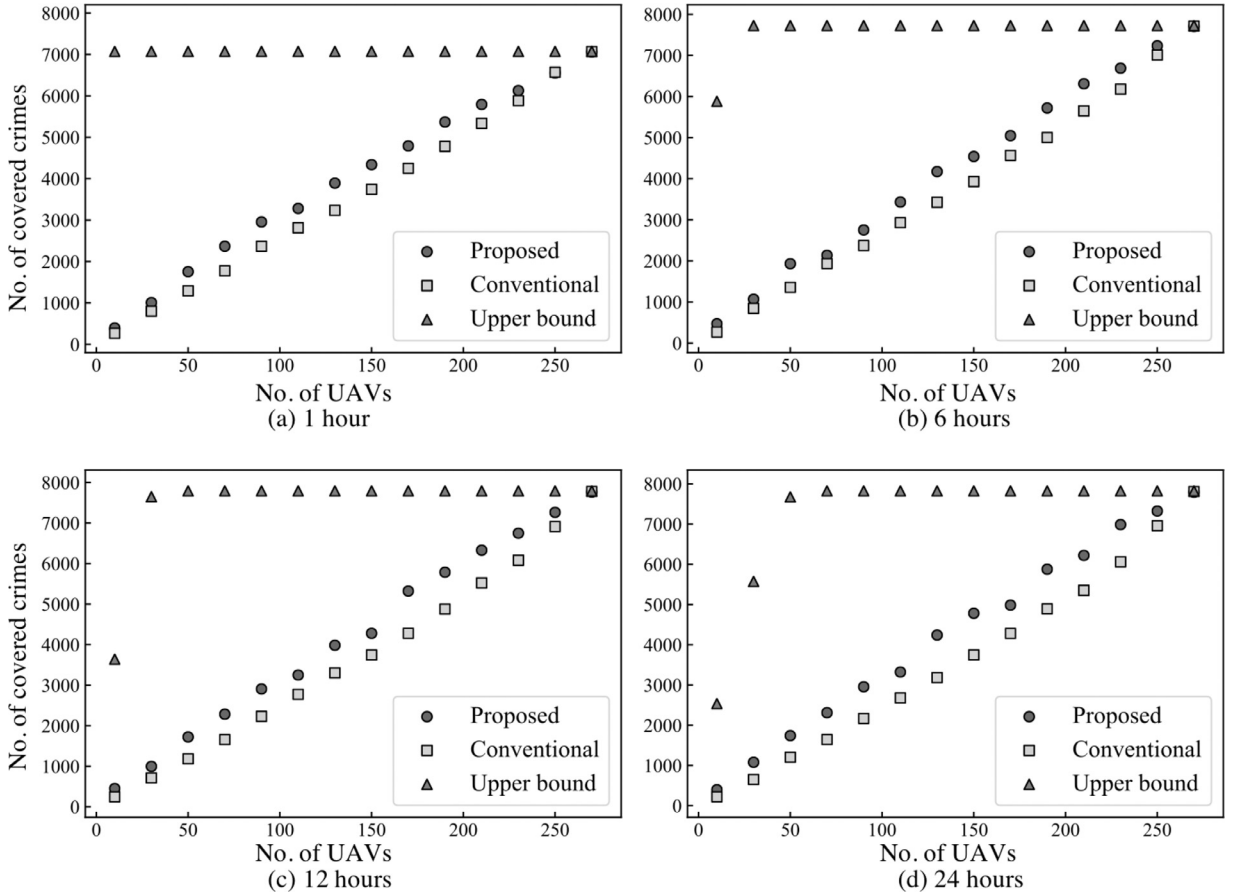 No. of covered crimes
8000
7000
6000
5000
4000
3000
2000
1000
0
Proposed
Conventional
Upper bound
0 50 100 150 200 250
No. of UAVs
(a) 1 hour
8000
7000
6000
5000
4000
3000
2000
1000
0
Proposed
Conventional
Upper bound
0 50 100 150 200 250
No. of UAVs
(b) 6 hours
No. of covered crimes
8000
7000
6000
5000
4000
3000
2000
1000
0
Proposed
Conventional
Upper bound
0 50 100 150 200 250
No. of UAVs
(c) 12 hours
8000
7000
6000
5000
4000
3000
2000
1000
0
Proposed
Conventional
Upper bound
0 50 100 150 200 250
No. of UAVs
(d) 24 hours